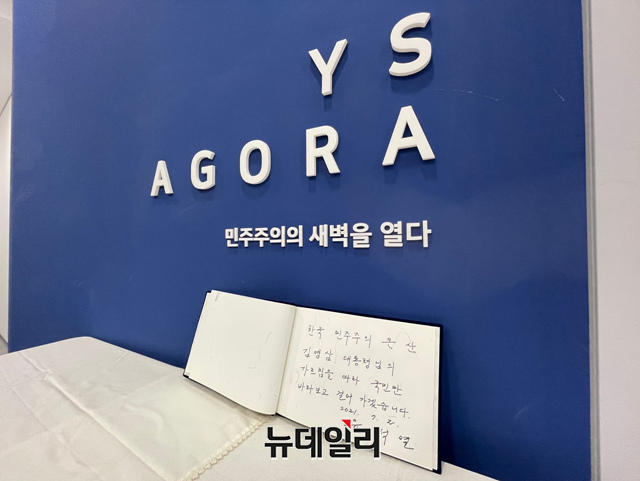 YS
AGORA
민주주의의 새벽을 열다
한국 민주주의 큰 산
김영삼 대통령님의
가르침을 따라 국민만
바라보고 걸어 가겠습니다.
2021. 7. 2.
석 열
뉴데일리